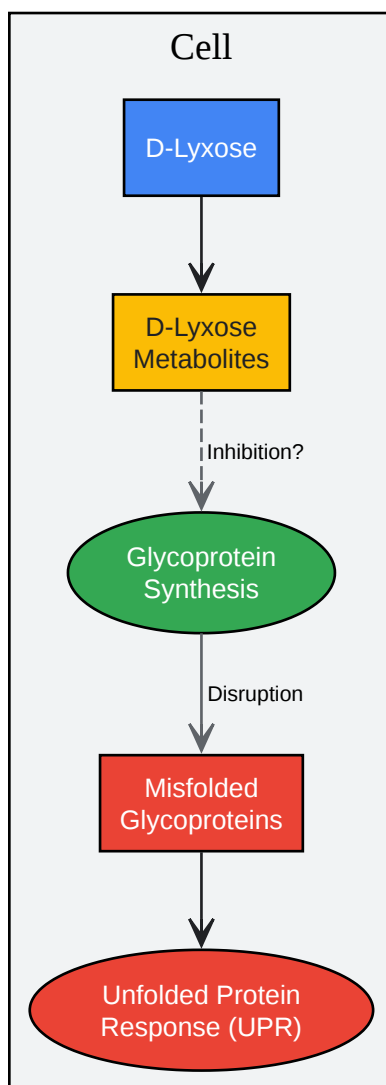 Cell
D-Lyxose
D-Lyxose
Metabolites
Inhibition?
Glycoprotein
Synthesis
Disruption
Misfolded
Glycoproteins
Unfolded Protein
Response (UPR)